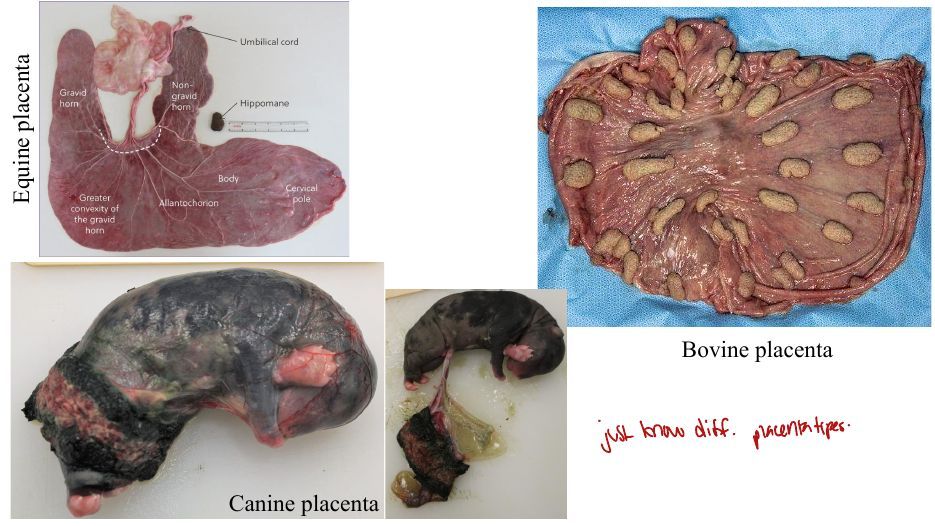 Equine placenta
Umbilical cord
Gravid
horn
Non-
gravid
horn
Hippomane
Body
Cervical
pole
Greater
convexity of
the gravid
horn
Allantochorion
Canine placenta
Bovine placenta
just know diff. placenta types.